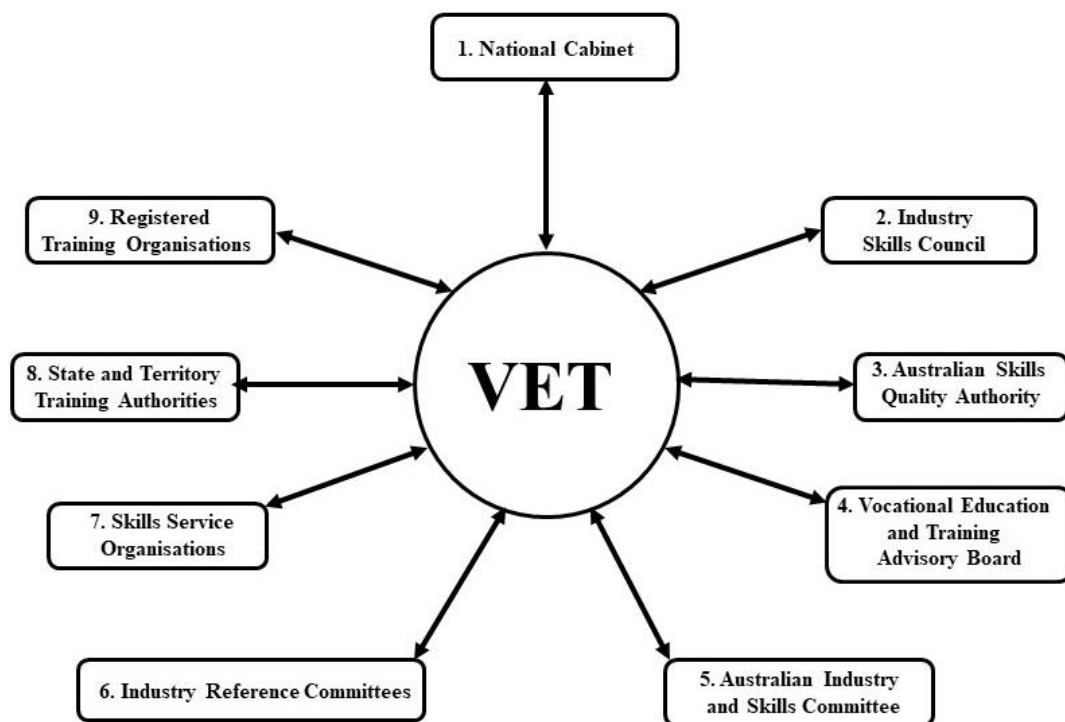 1. National Cabinet
2. Industry
Skills Council
3. Australian Skills
Quality Authority
4. Vocational Education
and Training
Advisory Board
5. Australian Industry
and Skills Committee
6. Industry Reference Committees
7. Skills Service
Organisations
8. State and Territory
Training Authorities
9. Registered
Training Organisations
VET